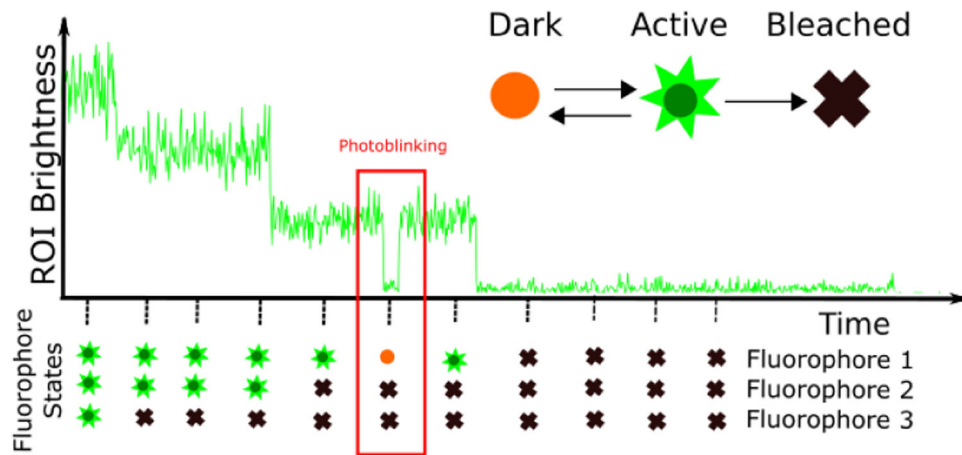 Dark Active Bleached
Photoblinking
ROI Brightness
Time
Fluorophore
States
Fluorophore 1
Fluorophore 2
Fluorophore 3